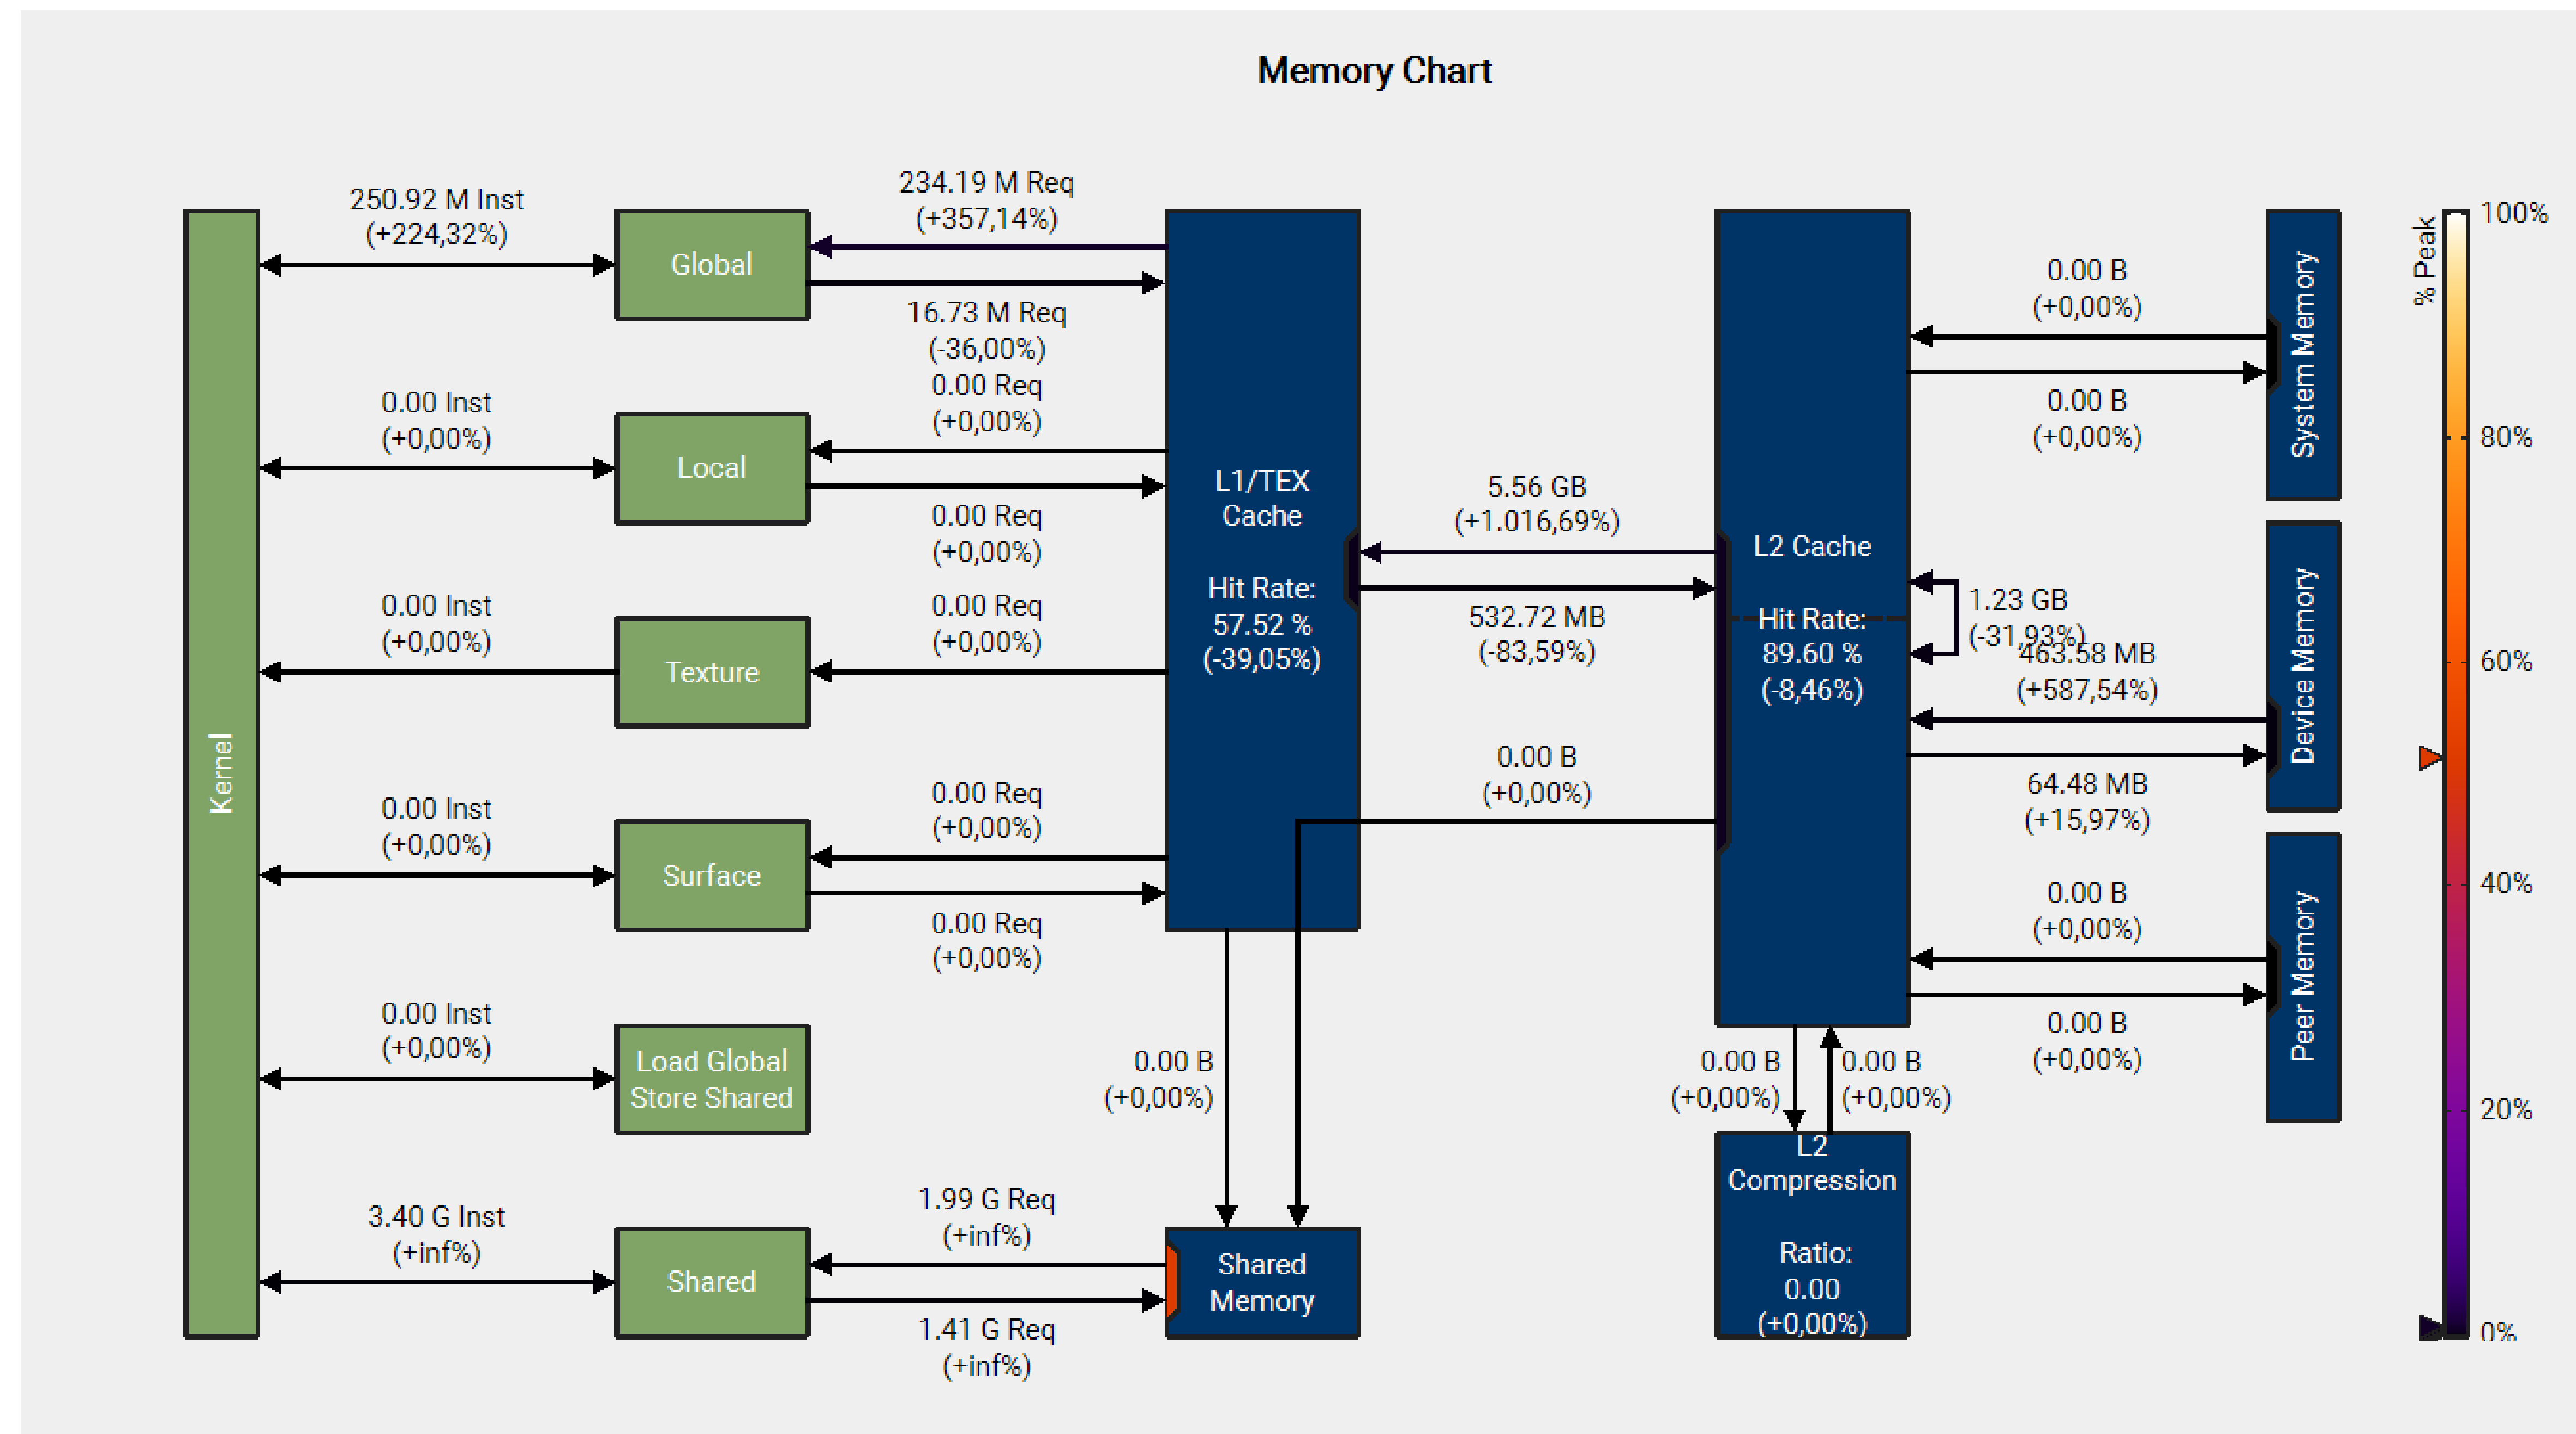 Memory Chart
Kernel
250.92 M Inst
(+224,32%)
0.00 Inst
(+0,00%)
0.00 Inst
(+0,00%)
0.00 Inst
(+0,00%)
0.00 Inst
(+0,00%)
3.40 G Inst
(+inf%)
Global
Local
Texture
Surface
Load Global
Store Shared
Shared
234.19 M Req
(+357,14%)
16.73 M Req
(-36,00%)
0.00 Req
(+0,00%)
0.00 Req
(+0,00%)
0.00 Req
(+0,00%)
0.00 Req
(+0,00%)
0.00 Req
(+0,00%)
1.99 G Req
(+inf%)
1.41 G Req
(+inf%)
L1/TEX
Cache
Hit Rate:
57.52 %
(-39,05%)
0.00 B
(+0,00%)
Shared
Memory
5.56 GB
(+1.016,69%)
532.72 MB
(-83,59%)
0.00 B
(+0,00%)
L2 Cache
Hit Rate:
89.60 %
(-8,46%)
0.00 B
(+0,00%)
0.00 B
(+0,00%)
L2
Compression
Ratio:
0.00
(+0,00%)
0.00 B
(+0,00%)
0.00 B
(+0,00%)
1.23 GB
(-31,93%)
463.58 MB
(+587,54%)
64.48 MB
(+15,97%)
0.00 B
(+0,00%)
0.00 B
(+0,00%)
System Memory
Device Memory
Peer Memory
% Peak
100%
80%
60%
40%
20%
0%